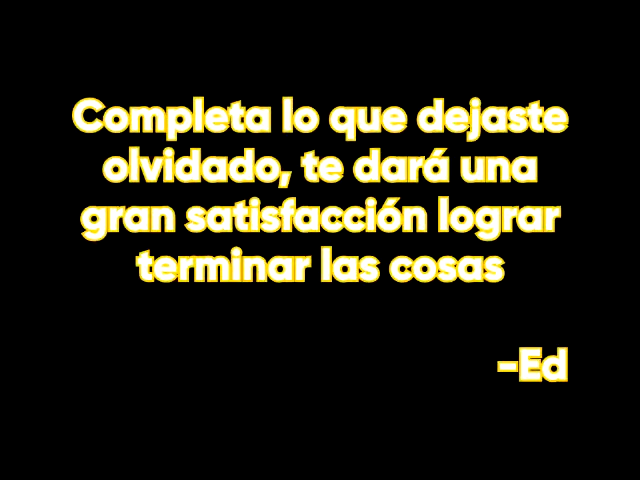 Completa lo que dejaste
olvidado, te dará una
gran satisfacción lograr
terminar las cosas
-Ed